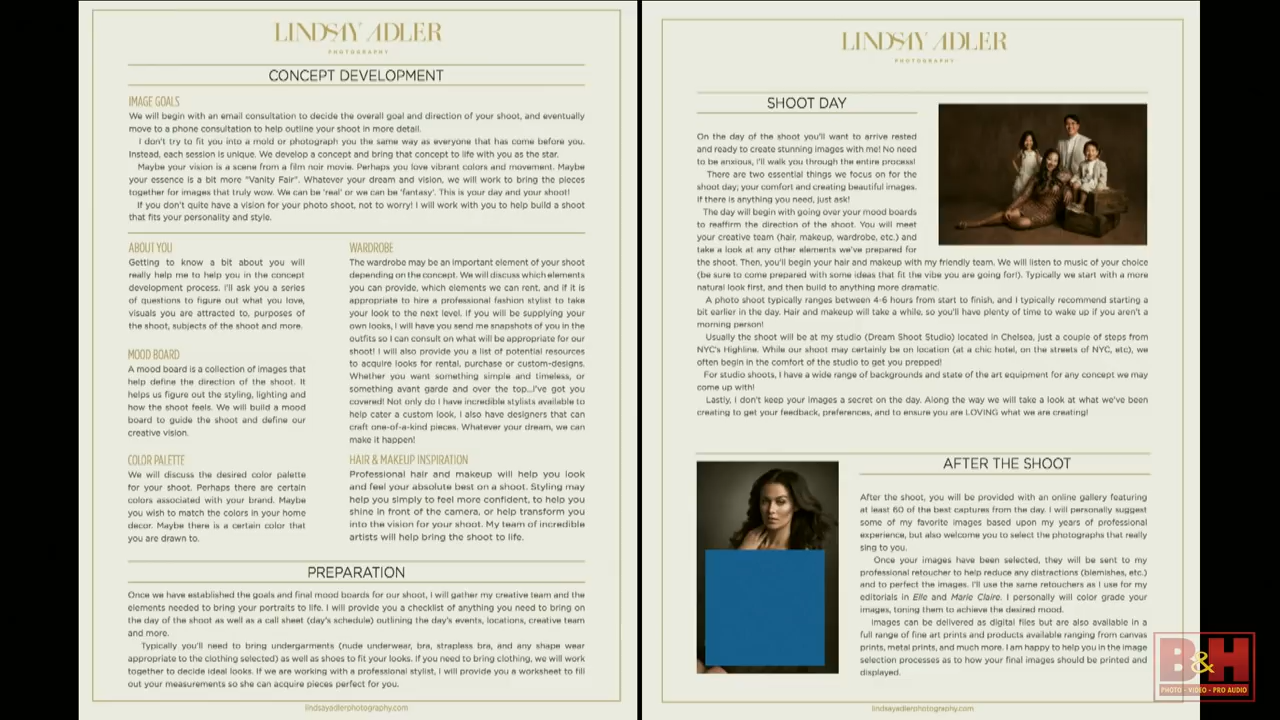 LINDSAY ADLER
PHOTOGRAPHY
CONCEPT DEVELOPMENT
IMAGE GOALS
We will begin with an email consultation to decide the overall goal and direction of your shoot, and eventually
move to a phone consultation to help outline your shoot in more detail.
I don't try to fit you into a mold or photograph you the same way as everyone that has come before you.
Instead, each session is unique. We develop a concept and bring that concept to life with you as the star.
Maybe your vision is a scene from a film noir movie. Perhaps you love vibrant colors and movement. Maybe
your essence is a bit more "Vanity Fair". Whatever your dream and vision, we will work to bring the pieces
together for images that truly wow. We can be 'real' or we can be 'fantasy'. This is your day and your shoot!
If you don't quite have a vision for your photo shoot, not to worry! I will work with you to help build a shoot
that fits your personality and style.
ABOUT YOU
Getting to know a bit about you will
really help me to help you in the concept
development process. I'll ask you a series
of questions to figure out what you love,
visuals you are attracted to, purposes of
the shoot, subjects of the shoot and more.
MOOD BOARD
A mood board is a collection of images that
help define the direction of the shoot. It
helps us figure out the styling, lighting and
how the shoot feels. We will build a mood
board to guide the shoot and define our
creative vision.
COLOR PALETTE
We will discuss the desired color palette
for your shoot. Perhaps there are certain
colors associated with your brand. Maybe
you wish to match the colors in your home
decor. Maybe there is a certain color that
you are drawn to.
WARDROBE
The wardrobe may be an important element of your shoot
depending on the concept. We will discuss which elements
you can provide, which elements we can rent, and if it is
appropriate to hire a professional fashion stylist to take
your look to the next level. If you will be supplying your
own looks, I will have you send me snapshots of you in the
outfits so I can consult on what will be appropriate for our
shoot! I will also provide you a list of potential resources
to acquire looks for rental, purchase or custom-designs.
Whether you want something simple and timeless, or
something avant garde and over the top...I've got you
covered! Not only do I have incredible stylists available to
help cater a custom look, I also have designers that can
craft one-of-a-kind pieces. Whatever your dream, we can
make it happen!
HAIR & MAKEUP INSPIRATION
Professional hair and makeup will help you look
and feel your absolute best on a shoot. Styling may
help you simply to feel more confident, to help you
shine in front of the camera, or help transform you
into the vision for your shoot. My team of incredible
artists will help bring the shoot to life.
PREPARATION
Once we have established the goals and final mood boards for our shoot, I will gather my creative team and the
elements needed to bring your portraits to life. I will provide you a checklist of anything you need to bring on
the day of the shoot as well as a call sheet (day's schedule) outlining the day's events, locations, creative team
and more.
Typically you'll need to bring undergarments (nude underwear, bra, strapless bra, and any shape wear
appropriate to the clothing selected) as well as shoes to fit your looks. If you need to bring clothing, we will work
together to decide ideal looks. If we are working with a professional stylist, I will provide you a worksheet to fill
out your measurements so she can acquire pieces perfect for you.
lindsayadlerphotography.com
LINDSAY ADLER
PHOTOGRAPHY
SHOOT DAY
On the day of the shoot you'll want to arrive rested
and ready to create stunning images with me! No need
to be anxious, I'll walk you through the entire process!
There are two essential things we focus on for the
shoot day; your comfort and creating beautiful images.
If there is anything you need, just ask!
The day will begin with going over your mood boards
to reaffirm the direction of the shoot. You will meet
your creative team (hair, makeup, wardrobe, etc.) and
take a look at any other elements we've prepared for
the shoot. Then, you'll begin your hair and makeup with my friendly team. We will listen to music of your choice
(be sure to come prepared with some ideas that fit the vibe you are going for!). Typically we start with a more
natural look first, and then build to anything more dramatic.
A photo shoot typically ranges between 4-6 hours from start to finish, and I typically recommend starting a
bit earlier in the day. Hair and makeup will take a while, so you'll have plenty of time to wake up if you aren't a
morning person!
Usually the shoot will be at my studio (Dream Shoot Studio) located in Chelsea, just a couple of steps from
NYC's Highline. While our shoot may certainly be on location (at a chic hotel, on the streets of NYC, etc), we
often begin in the comfort of the studio to get you prepped!
For studio shoots, I have a wide range of backgrounds and state of the art equipment for any concept we may
come up with!
Lastly, I don't keep your images a secret on the day. Along the way we will take a look at what we've been
creating to get your feedback, preferences, and to ensure you are LOVING what we are creating!
AFTER THE SHOOT
After the shoot, you will be provided with an online gallery featuring
at least 60 of the best captures from the day. I will personally suggest
some of my favorite images based upon my years of professional
experience, but also welcome you to select the photographs that really
sing to you.
Once your images have been selected, they will be sent to my
professional retoucher to help reduce any distractions (blemishes, etc.)
and to perfect the images. I'll use the same retouchers as I use for my
editorials in Elle and Marie Claire. I personally will color grade your
images, toning them to achieve the desired mood.
Images can be delivered as digital files but are also available in a
full range of fine art prints and products available ranging from canvas
prints, metal prints, and much more. I am happy to help you in the image
selection processes as to how your final images should be printed and
displayed.
lindsayadlerphotography.com
B&H
PHOTO · VIDEO · PRO AUDIO